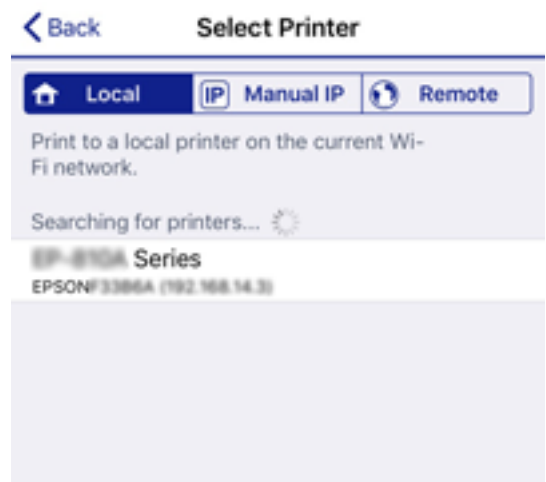 Back Select Printer
Local IP Manual IP Remote
Print to a local printer on the current Wi-
Fi network.
Searching for printers...
Series
EPSON